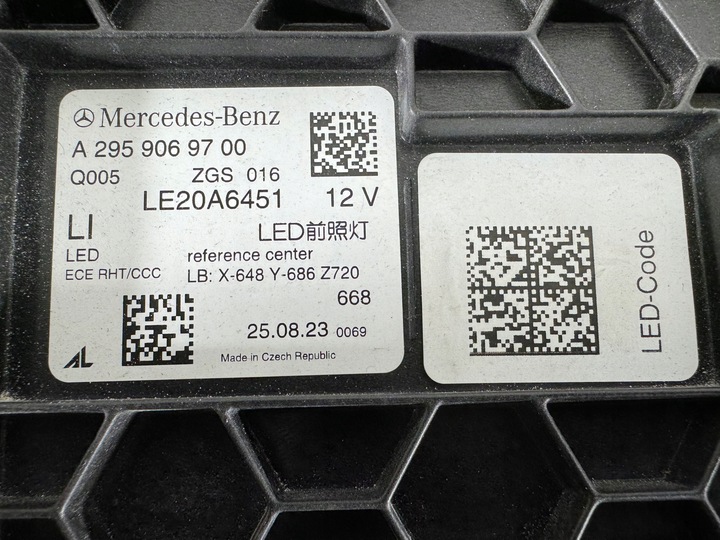 Mercedes-Benz
A 295 906 97 00
Q005 ZGS 016
LE20A6451 12 V
LI LED前照灯
LED reference center
ECE RHT/CCC LB: X-648 Y-686 Z720
668
25.08.23 0069
AL Made in Czech Republic
LED-Code